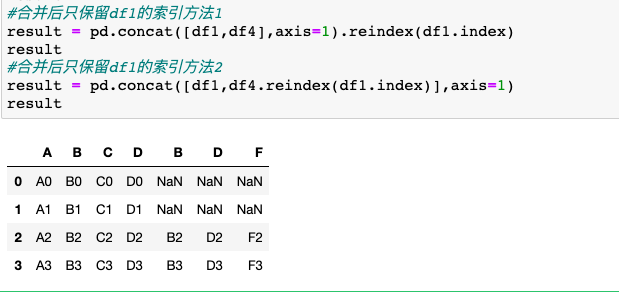 #合并后只保留df1的索引方法1
result = pd.concat([df1,df4],axis=1).reindex(df1.index)
result
#合并后只保留df1的索引方法2
result = pd.concat([df1,df4.reindex(df1.index)],axis=1)
result
A B C D B D F
0 A0 B0 C0 D0 NaN NaN NaN
1 A1 B1 C1 D1 NaN NaN NaN
2 A2 B2 C2 D2 B2 D2 F2
3 A3 B3 C3 D3 B3 D3 F3